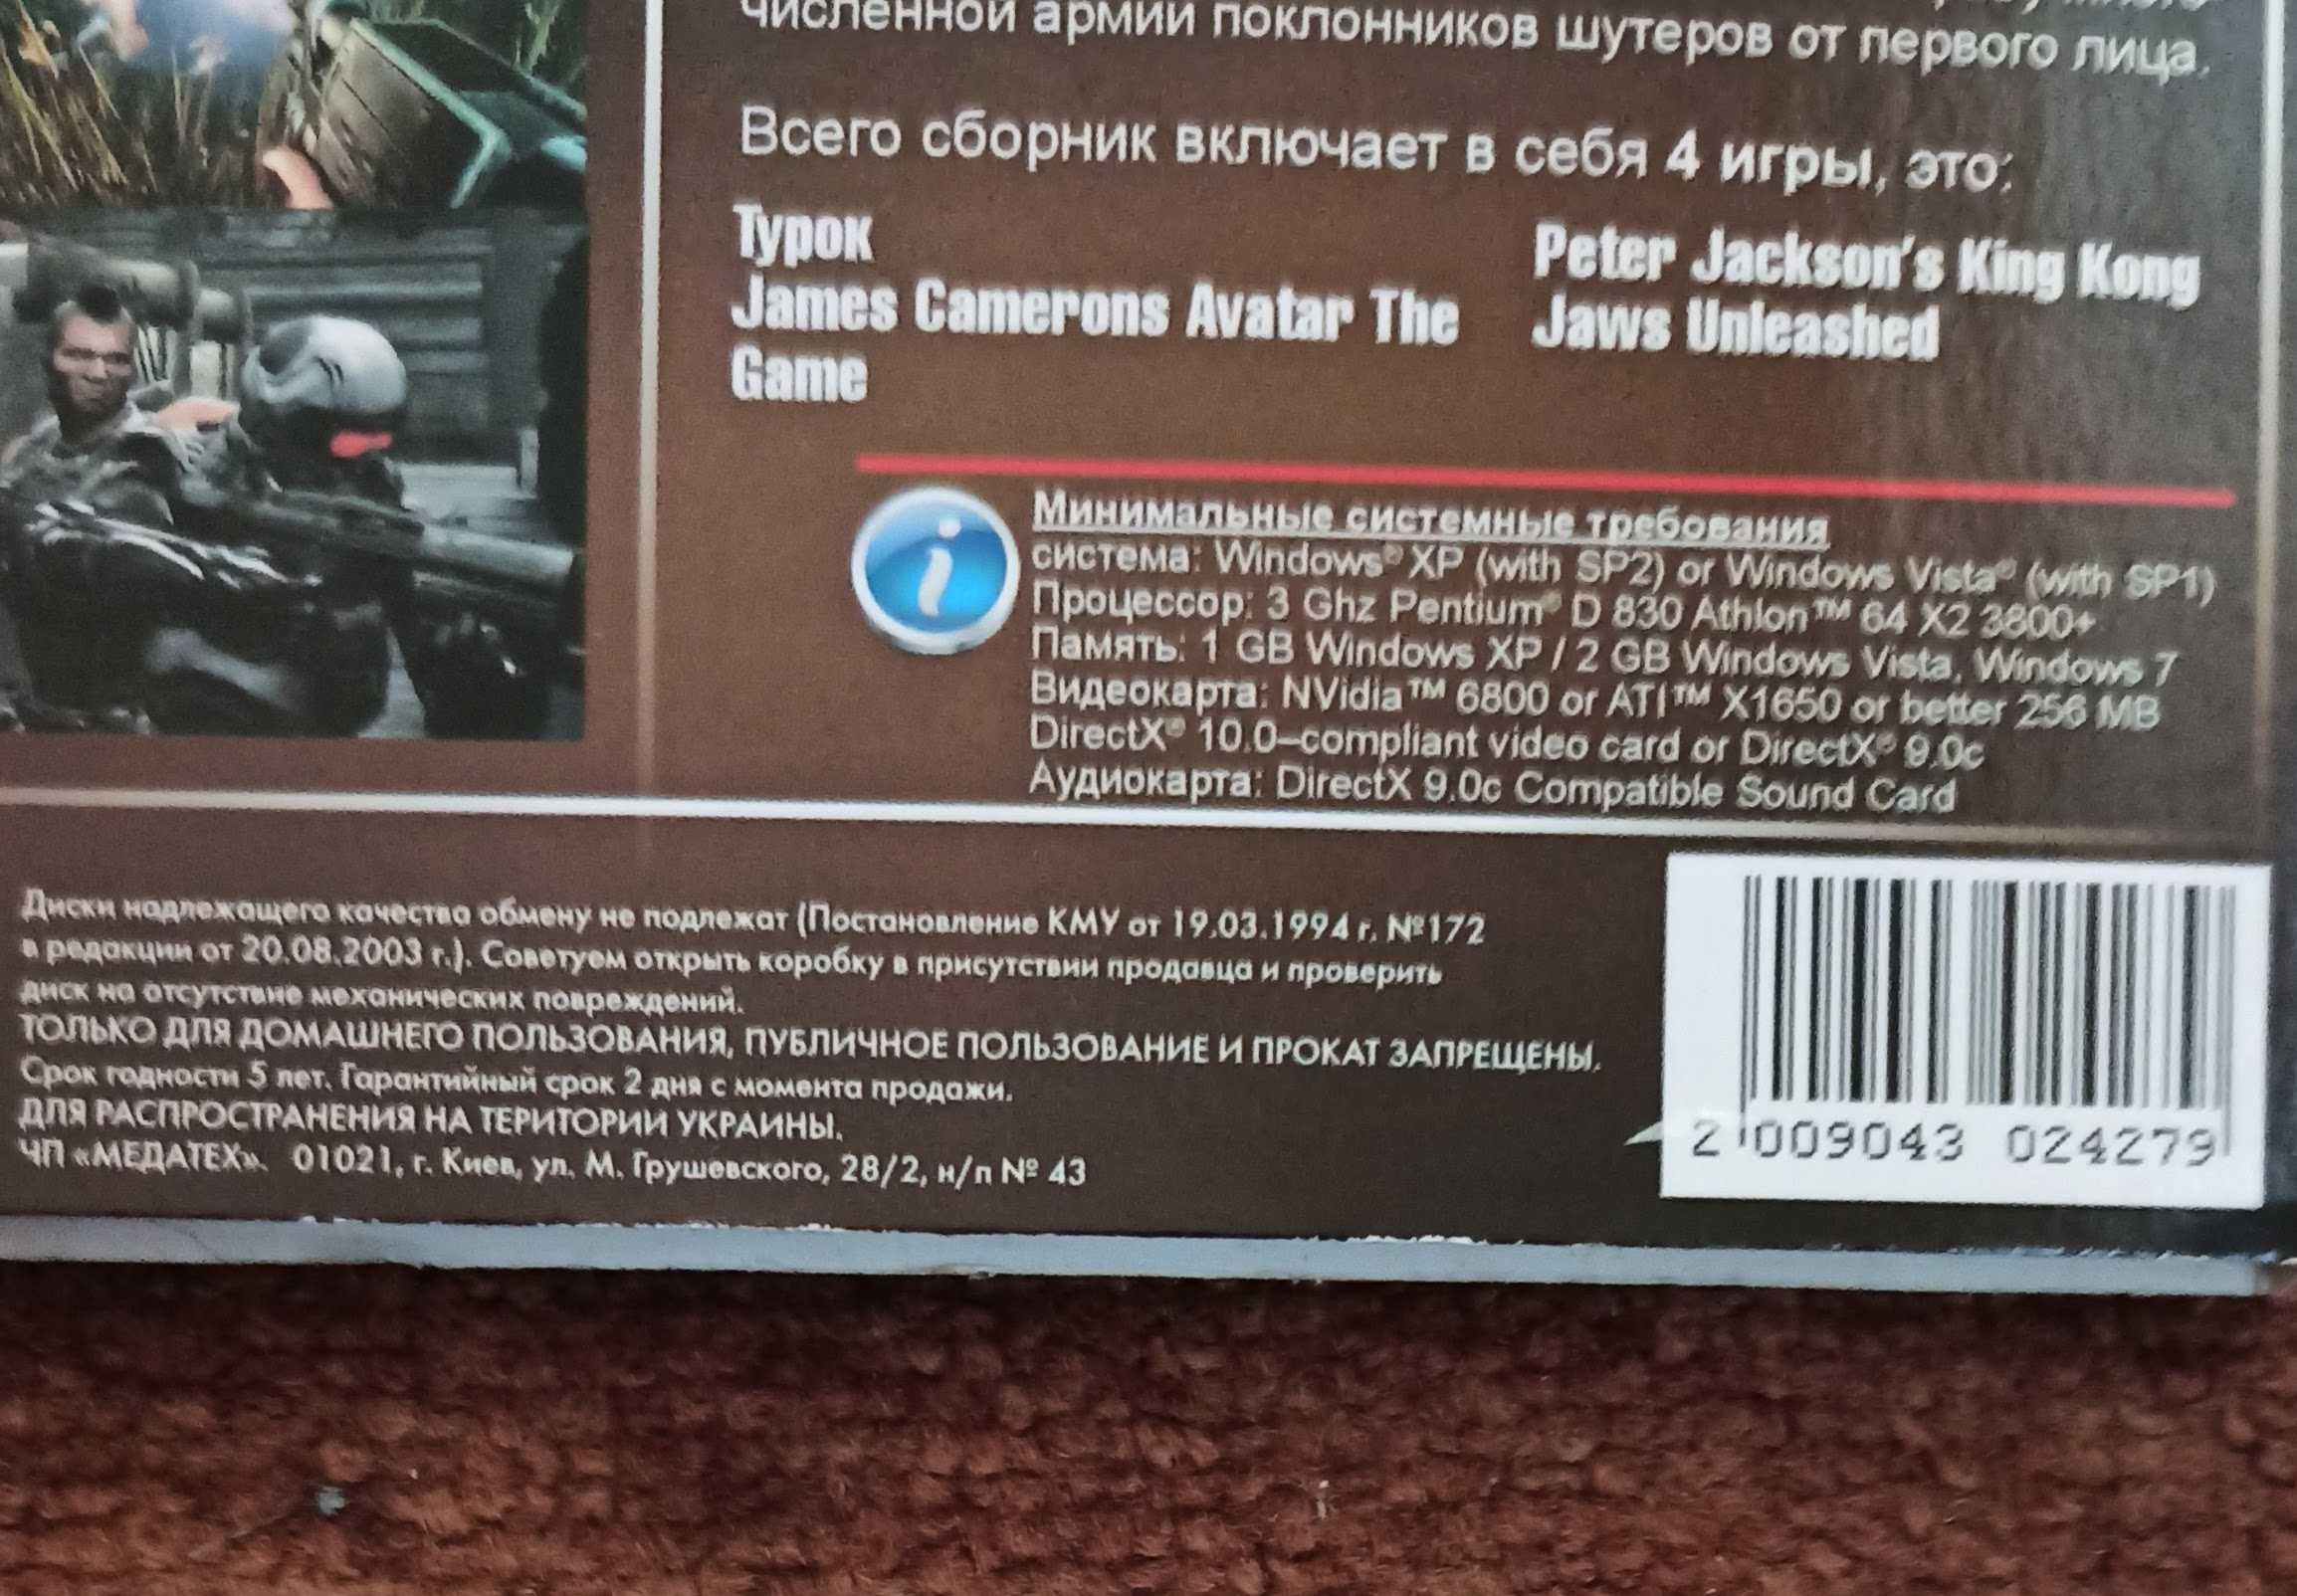 численной армии поклонников шутеров от первого лица.
Всего сборник включает в себя 4 игры, это:
Турок
James Camerons Avatar The
Game
Peter Jackson's King Kong
Jaws Unleashed
Минимальные системные требования
система: Windows® XP (with SP2) or Windows Vista® (with SP1)
Процессор: 3 Ghz Pentium® D 830 Athlon™ 64 X2 3800+
Память: 1 GB Windows XP / 2 GB Windows Vista, Windows 7
Видеокарта: NVidia™ 6800 or ATI™ X1650 or better 256 MB
DirectX® 10.0–compliant video card or DirectX® 9.0c
Аудиокарта: DirectX 9.0c Compatible Sound Card
Диски надлежащего качества обмену не подлежат (Постановление КМУ от 19.03.1994 г. №172
в редакции от 20.08.2003 г.). Советуем открыть коробку в присутствии продавца и проверить
диск на отсутствие механических повреждений.
ТОЛЬКО ДЛЯ ДОМАШНЕГО ПОЛЬЗОВАНИЯ, ПУБЛИЧНОЕ ПОЛЬЗОВАНИЕ И ПРОКАТ ЗАПРЕЩЕНЫ.
Срок годности 5 лет. Гарантийный срок 2 дня с момента продажи.
ДЛЯ РАСПРОСТРАНЕНИЯ НА ТЕРИТОРИИ УКРАИНЫ.
ЧП «МЕДАТЕХ». 01021, г. Киев, ул. М. Грушевского, 28/2, н/п № 43
2 009043 024279